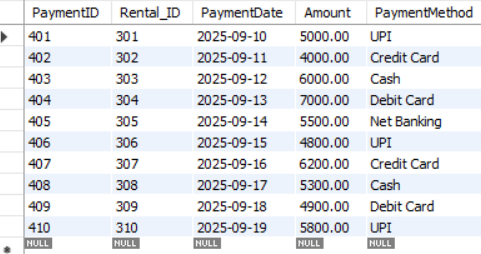 PaymentID Rental_ID PaymentDate Amount PaymentMethod
401 301 2025-09-10 5000.00 UPI
402 302 2025-09-11 4000.00 Credit Card
403 303 2025-09-12 6000.00 Cash
404 304 2025-09-13 7000.00 Debit Card
405 305 2025-09-14 5500.00 Net Banking
406 306 2025-09-15 4800.00 UPI
407 307 2025-09-16 6200.00 Credit Card
408 308 2025-09-17 5300.00 Cash
409 309 2025-09-18 4900.00 Debit Card
410 310 2025-09-19 5800.00 UPI
NULL NULL NULL NULL NULL